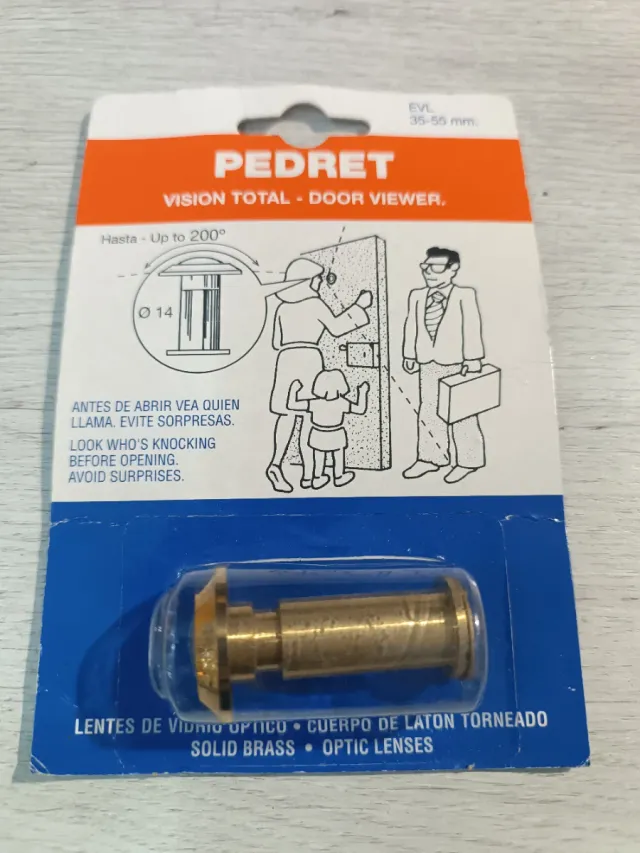 EVL
35-55 mm.
PEDRET
VISION TOTAL - DOOR VIEWER.
Hasta - Up to 200º
Ø 14
ANTES DE ABRIR VEA QUIEN
LLAMA. EVITE SORPRESAS.
LOOK WHO'S KNOCKING
BEFORE OPENING.
AVOID SURPRISES.
LENTES DE VIDRIO OPTICO • CUERPO DE LATON TORNEADO
SOLID BRASS • OPTIC LENSES